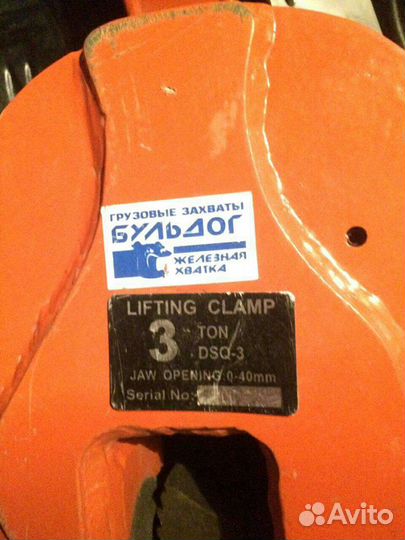 ГРУЗОВЫЕ ЗАХВАТЫ
БУЛЬДОГ
ЖЕЛЕЗНАЯ
ХВАТКА
LIFTING CLAMP
3 TON
DSQ-3
JAW OPENING:0-40mm
Serial No:
Avito